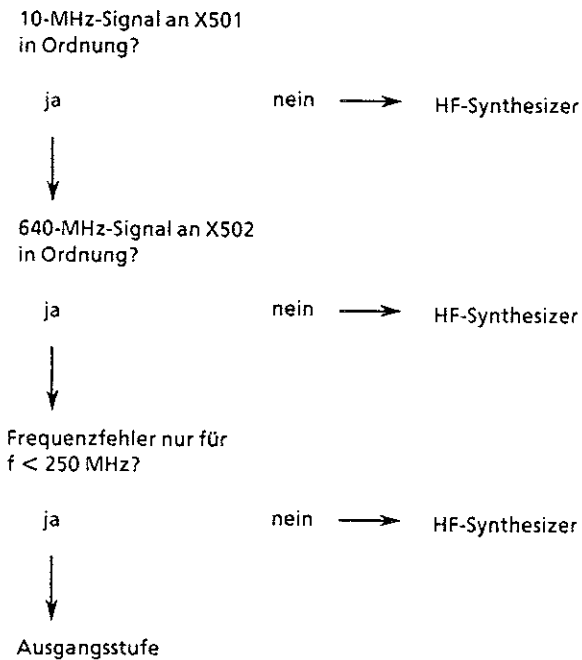 10-MHz-Signal an X501
in Ordnung?
ja nein HF-Synthesizer
640-MHz-Signal an X502
in Ordnung?
ja nein HF-Synthesizer
Frequenzfehler nur für
f < 250 MHz?
ja nein HF-Synthesizer
Ausgangsstufe